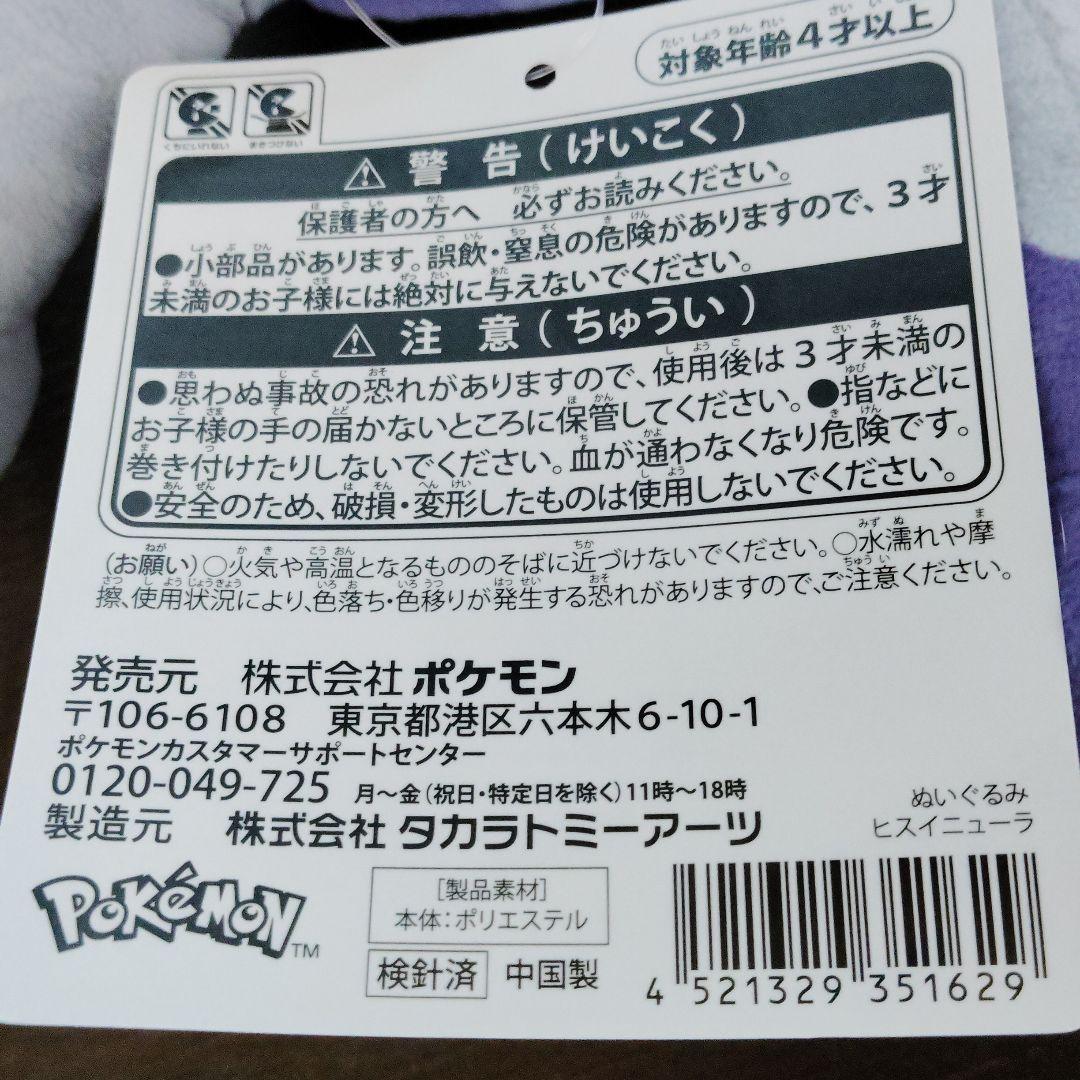 対象年齢4才以上
くちにいれない まきつけない
警告(けいこく)
保護者の方へ 必ずお読みください。
●小部品があります。誤飲・窒息の危険がありますので、3才
未満のお子様には絶対に与えないでください。
注意(ちゅうい)
●思わぬ事故の恐れがありますので、使用後は3才未満の
お子様の手の届かないところに保管してください。●指などに
巻き付けたりしないでください。血が通わなくなり危険です。
●安全のため、破損・変形したものは使用しないでください。
(お願い)○火気や高温となるもののそばに近づけないでください。○水濡れや摩
擦、使用状況により、色落ち・色移りが発生する恐れがありますので、ご注意ください。
発売元 株式会社ポケモン
〒106-6108 東京都港区六本木6-10-1
ポケモンカスタマーサポートセンター
0120-049-725 月～金(祝日・特定日を除く)11時～18時
製造元 株式会社タカラトミーアーツ
ぬいぐるみ
ヒスイニューラ
POKéMON™
[製品素材]
本体:ポリエステル
検針済 中国製
4 521329 351629